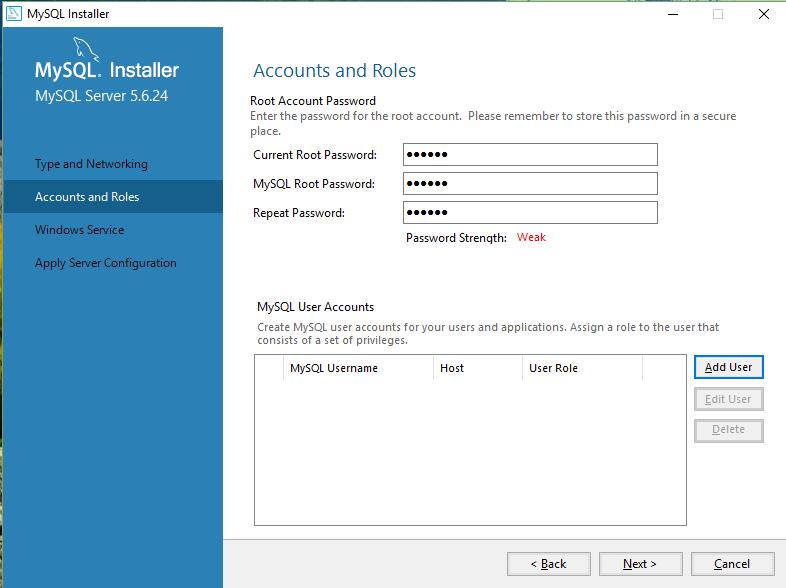 MySQL Installer
MySQL. Installer
MySQL Server 5.6.24
Type and Networking
Accounts and Roles
Windows Service
Apply Server Configuration
Accounts and Roles
Root Account Password
Enter the password for the root account.  Please remember to store this password in a secure
place.
Current Root Password: ●●●●●●
MySQL Root Password: ●●●●●●
Repeat Password: ●●●●●●
Password Strength: Weak
MySQL User Accounts
Create MySQL user accounts for your users and applications. Assign a role to the user that
consists of a set of privileges.
MySQL Username Host User Role
Add User
Edit User
Delete
< Back Next > Cancel